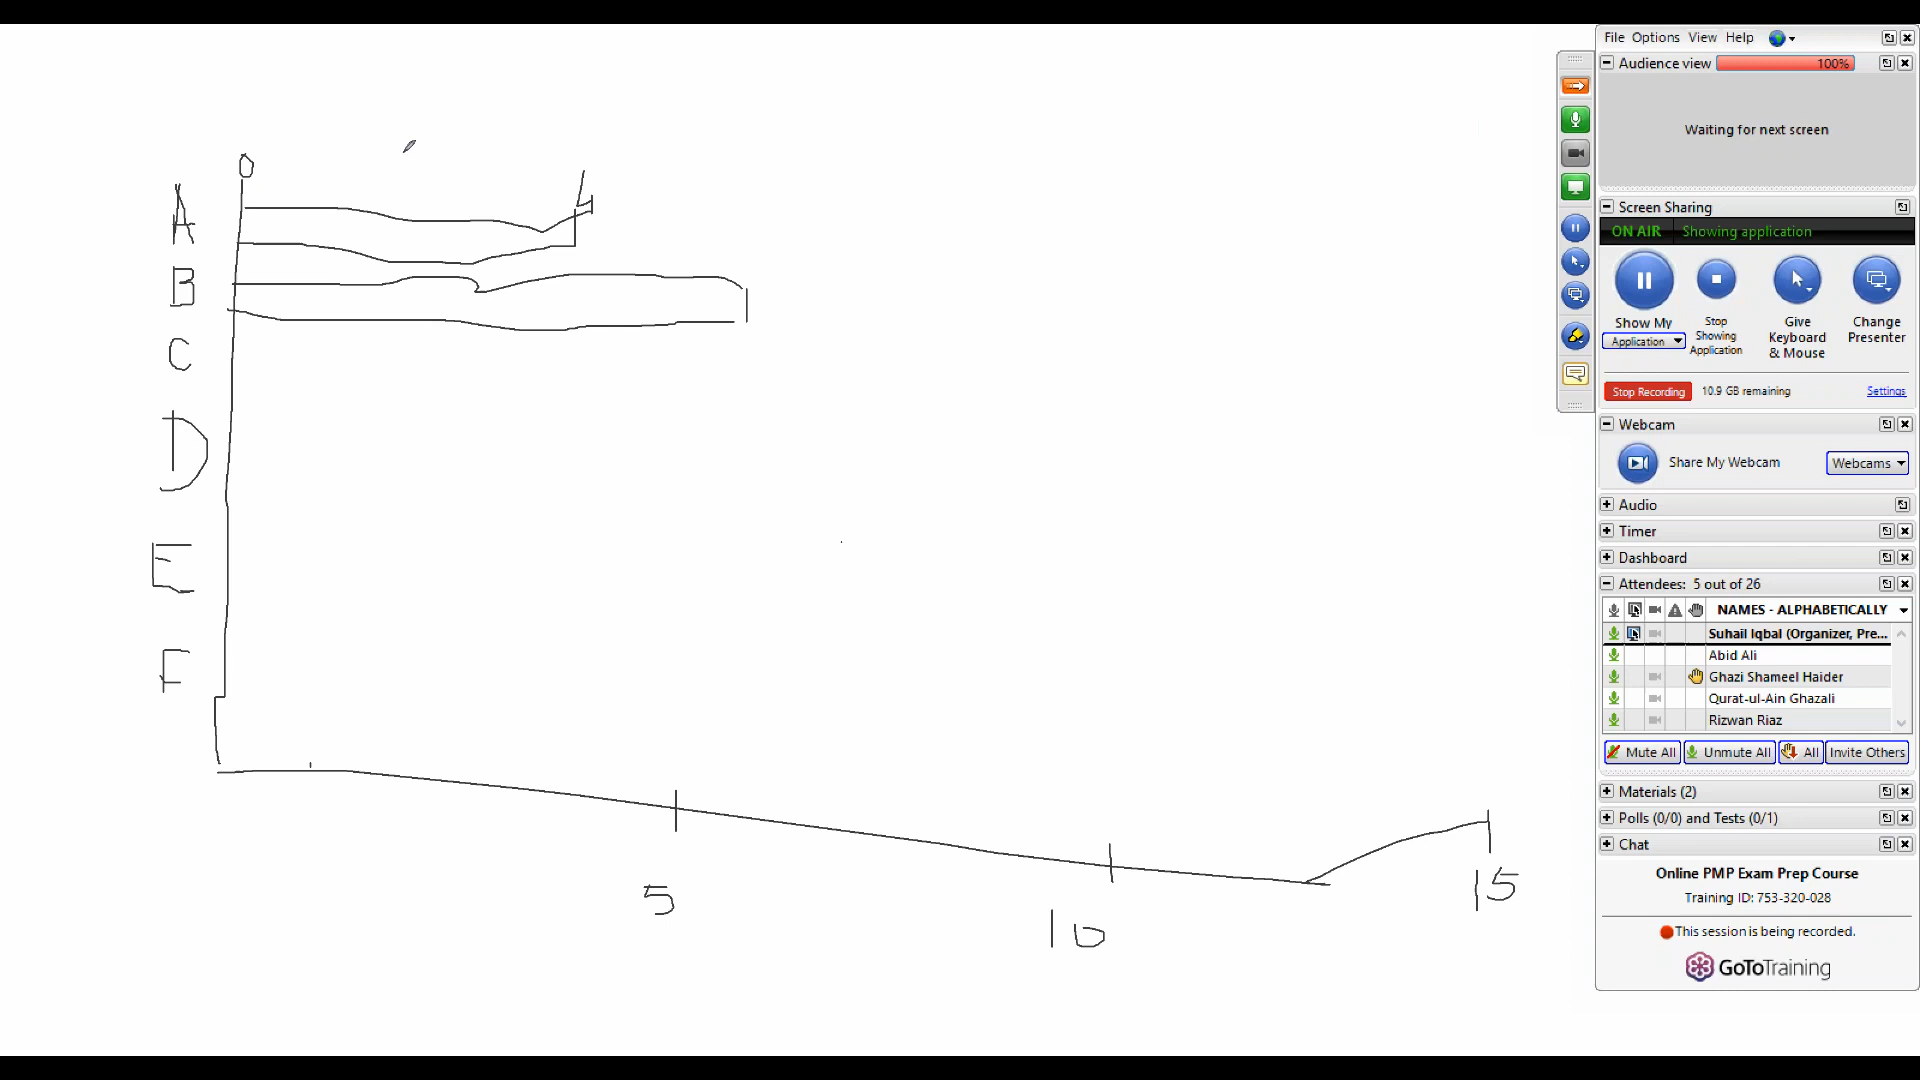 0
4
A
B
C
D
E
F
5
10
15
File Options View Help
Audience view 100%
Waiting for next screen
Screen Sharing
ON AIR Showing application
Show My
Application
Stop
Showing
Application
Give
Keyboard
& Mouse
Change
Presenter
Stop Recording 10.9 GB remaining Settings
Webcam
Share My Webcam Webcams
Audio
Timer
Dashboard
Attendees: 5 out of 26
NAMES - ALPHABETICALLY
Suhail Iqbal (Organizer, Pre...
Abid Ali
Ghazi Shameel Haider
Qurat-ul-Ain Ghazali
Rizwan Riaz
Mute All Unmute All All Invite Others
Materials (2)
Polls (0/0) and Tests (0/1)
Chat
Online PMP Exam Prep Course
Training ID: 753-320-028
This session is being recorded.
GoToTraining